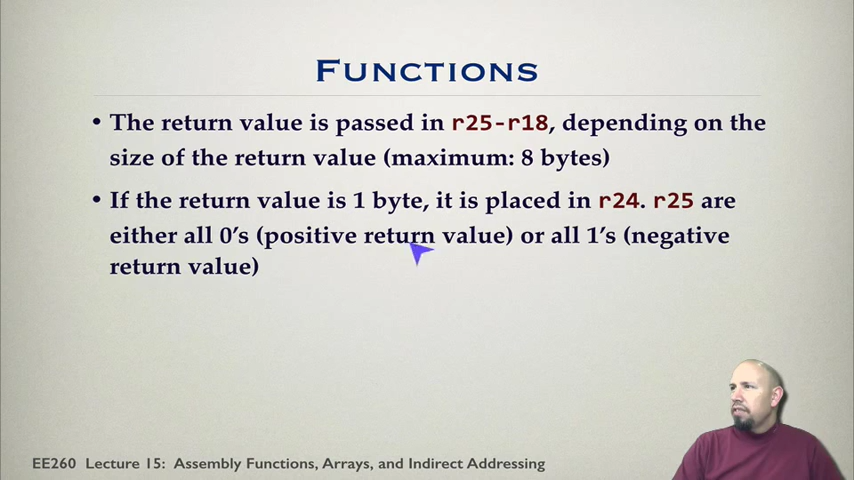 Functions
• The return value is passed in r25-r18, depending on the
size of the return value (maximum: 8 bytes)
• If the return value is 1 byte, it is placed in r24. r25 are
either all 0's (positive return value) or all 1's (negative
return value)
EE260 Lecture 15: Assembly Functions, Arrays, and Indirect Addressing